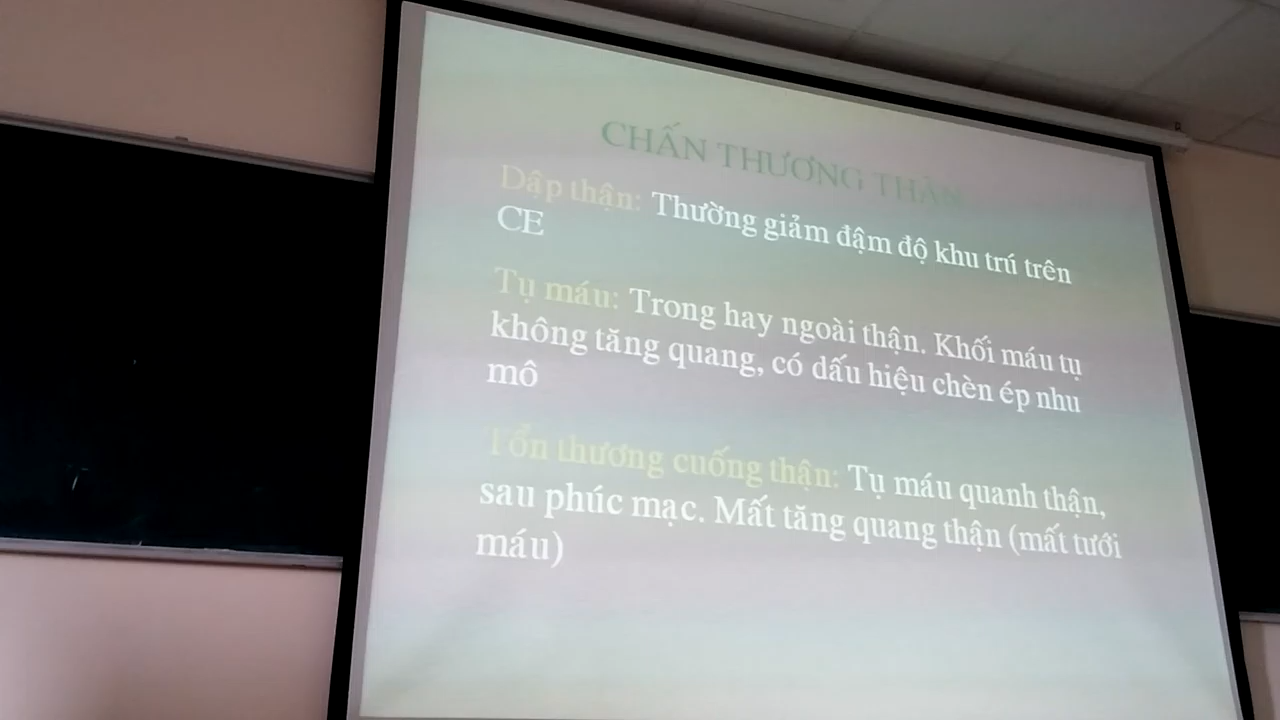 CHẤN THƯƠNG THẬN
Dập thận: Thường giảm đậm độ khu trú trên
CE
Tụ máu: Trong hay ngoài thận. Khối máu tụ
không tăng quang, có dấu hiệu chèn ép nhu
mô
Tổn thương cuống thận: Tụ máu quanh thận,
sau phúc mạc. Mất tăng quang thận (mất tưới
máu)